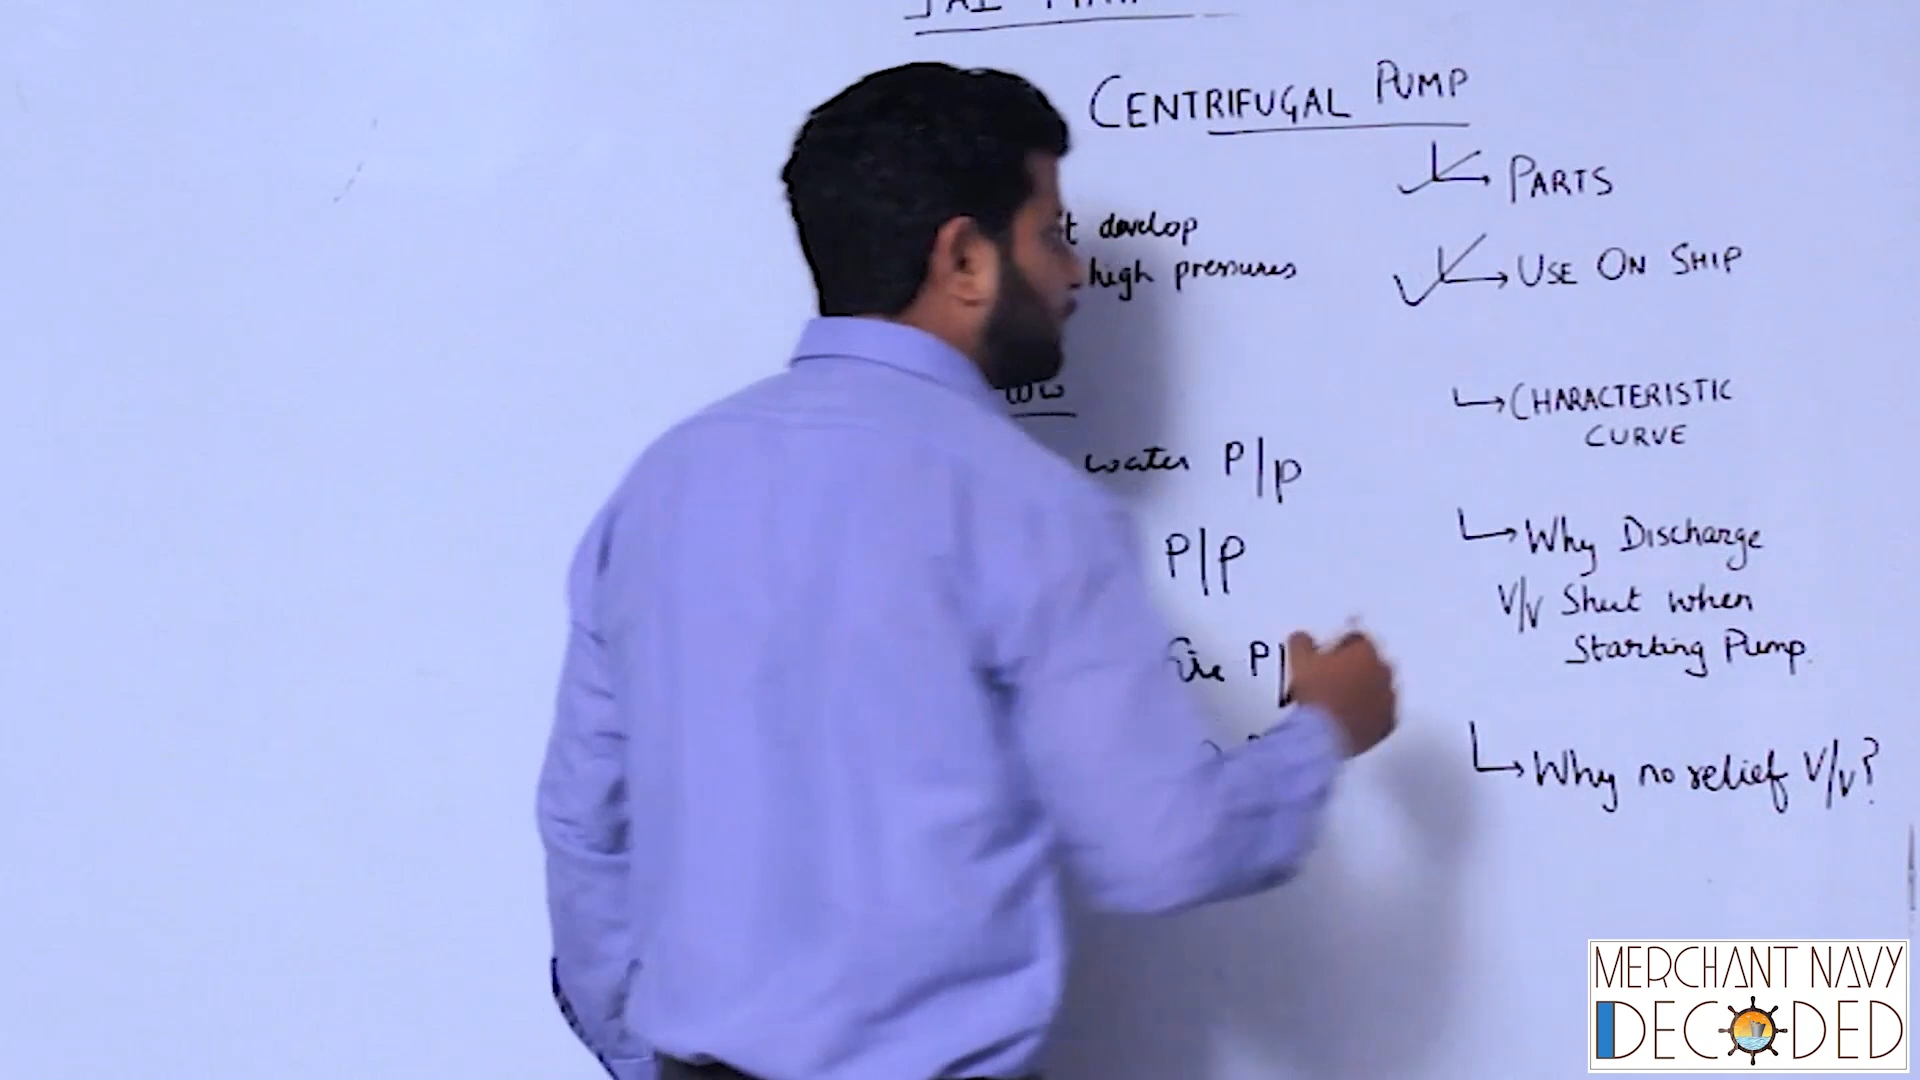 CENTRIFUGAL PUMP
PARTS
develop
high pressures
USE ON SHIP
CHARACTERISTIC
CURVE
water P/p
P/p
Why Discharge
V/v Shut when
Starting Pump.
Why no relief V/v?
MERCHANT NAVY
DECODED